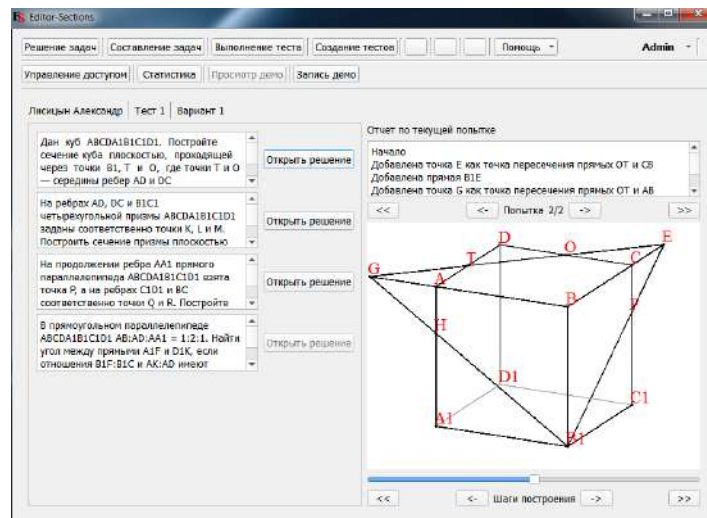 Editor-Sections
Решение задач Составление задач Выполнение теста Создание тестов Помощь Admin
Управление доступом Статистика Просмотр демо Запись демо
Лисицын Александр Тест 1 Вариант 1
Дан куб ABCDA1B1C1D1. Постройте
сечение куба плоскостью, проходящей
через точки B1, T и O, где точки T и O
— середины ребер AD и DC
Открыть решение
На ребрах AD, DC и B1C1
четырехугольной призмы ABCDA1B1C1D1
заданы соответственно точки K, L и M.
Построить сечение призмы плоскостью
Открыть решение
На продолжении ребра AA1 прямого
параллелепипеда ABCDA1B1C1D1 взята
точка P, а на ребрах C1D1 и BC
соответственно точки Q и R. Постройте
Открыть решение
В прямоугольном параллелепипеде
ABCDA1B1C1D1 AB:AD:AA1 = 1:2:1. Найти
угол между прямыми A1F и D1K, если
отношения B1F:B1C и AK:AD имеют
Открыть решение
Отчет по текущей попытке
Начало
Добавлена точка E как точка пересечения прямых OT и CB
Добавлена прямая B1E
Добавлена точка G как точка пересечения прямых OT и AB
<< <- Попытка 2/2 -> >>
D O E
G T A C
B P
H
D1
C1
A1
B1
<< <- Шаги построения -> >>